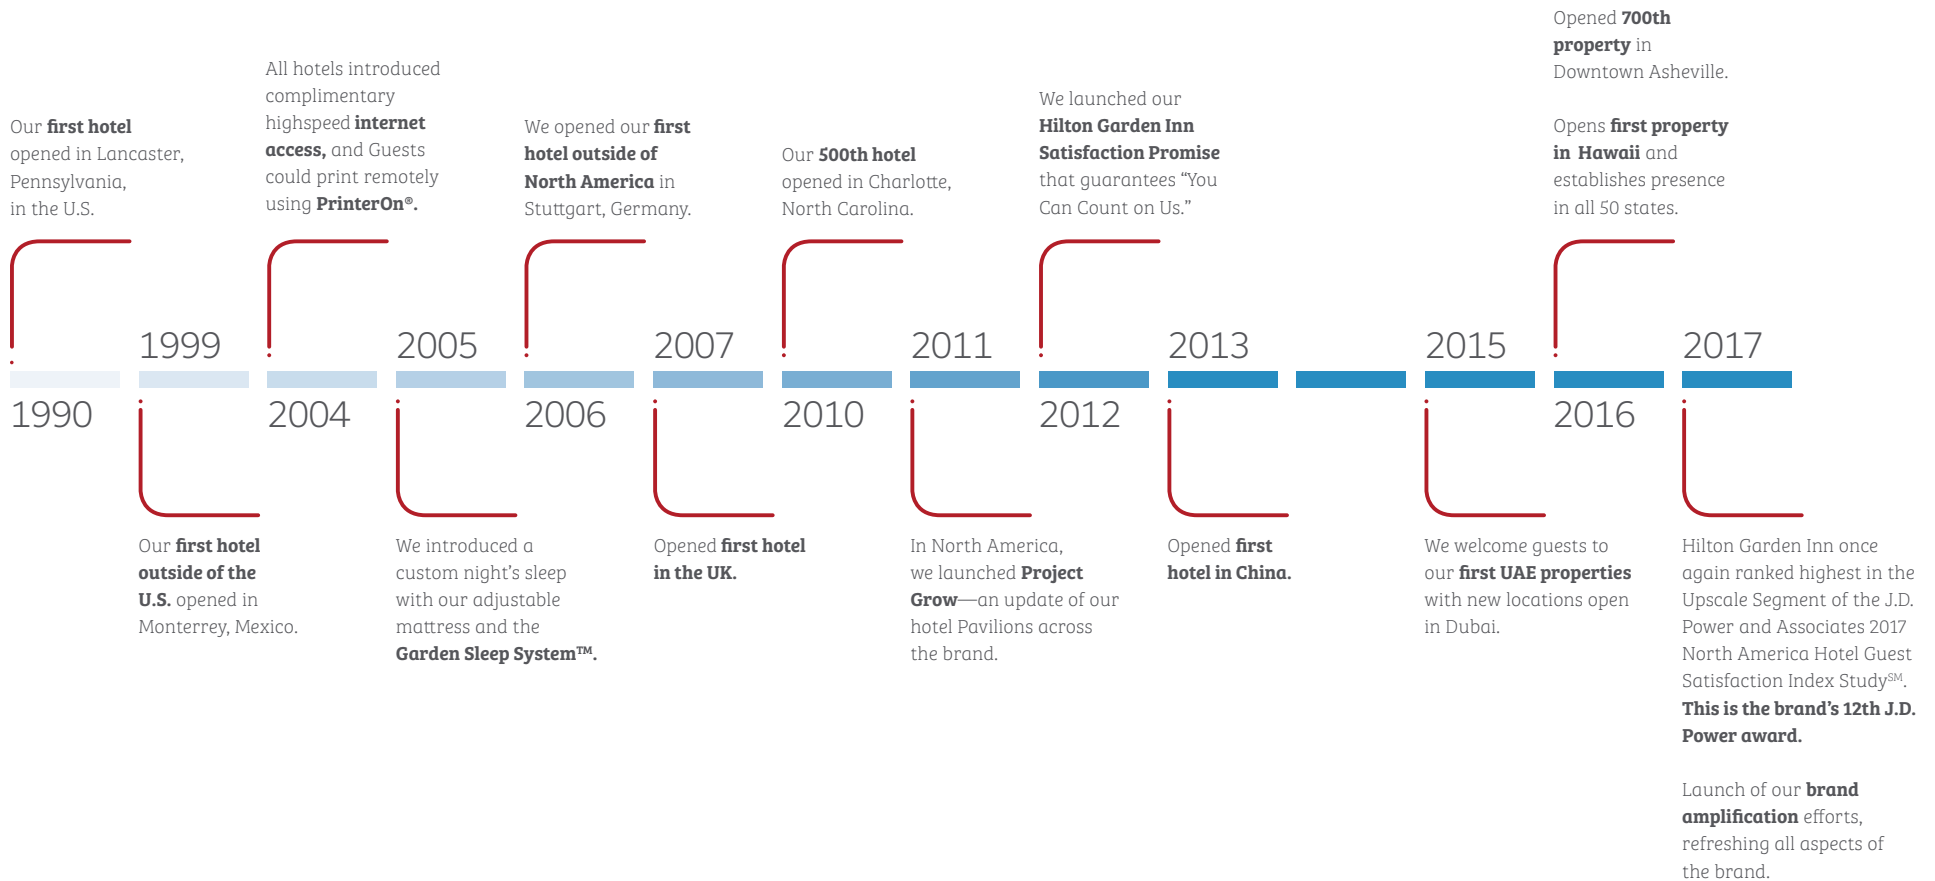 Our first hotel
opened in Lancaster,
Pennsylvania,
in the U.S.
1990
1999
Our first hotel
outside of the
U.S. opened in
Monterrey, Mexico.
All hotels introduced
complimentary
highspeed internet
access, and Guests
could print remotely
using PrinterOn®.
2004
2005
We introduced a
custom night’s sleep
with our adjustable
mattress and the
Garden Sleep System™.
We opened our first
hotel outside of
North America in
Stuttgart, Germany.
2006
2007
Opened first hotel
in the UK.
Our 500th hotel
opened in Charlotte,
North Carolina.
2010
2011
In North America,
we launched Project
Grow—an update of our
hotel Pavilions across
the brand.
We launched our
Hilton Garden Inn
Satisfaction Promise
that guarantees “You
Can Count on Us.”
2012
2013
Opened first
hotel in China.
2015
We welcome guests to
our first UAE properties
with new locations open
in Dubai.
Opened 700th
property in
Downtown Asheville.
Opens first property
in Hawaii and
establishes presence
in all 50 states.
2016
2017
Hilton Garden Inn once
again ranked highest in the
Upscale Segment of the J.D.
Power and Associates 2017
North America Hotel Guest
Satisfaction Index Study℠.
This is the brand’s 12th J.D.
Power award.
Launch of our brand
amplification efforts,
refreshing all aspects of
the brand.